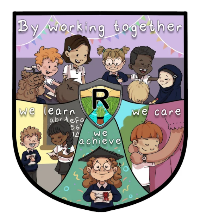 By working together
R
we learn
we care
we
achieve